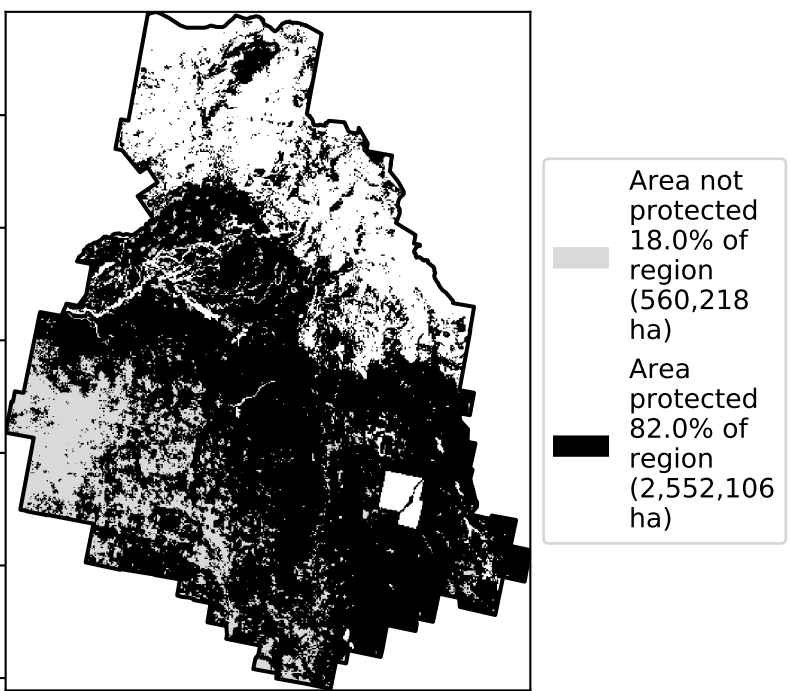 Area not
protected
18.0% of
region
(560,218
ha)
Area
protected
82.0% of
region
(2,552,106
ha)